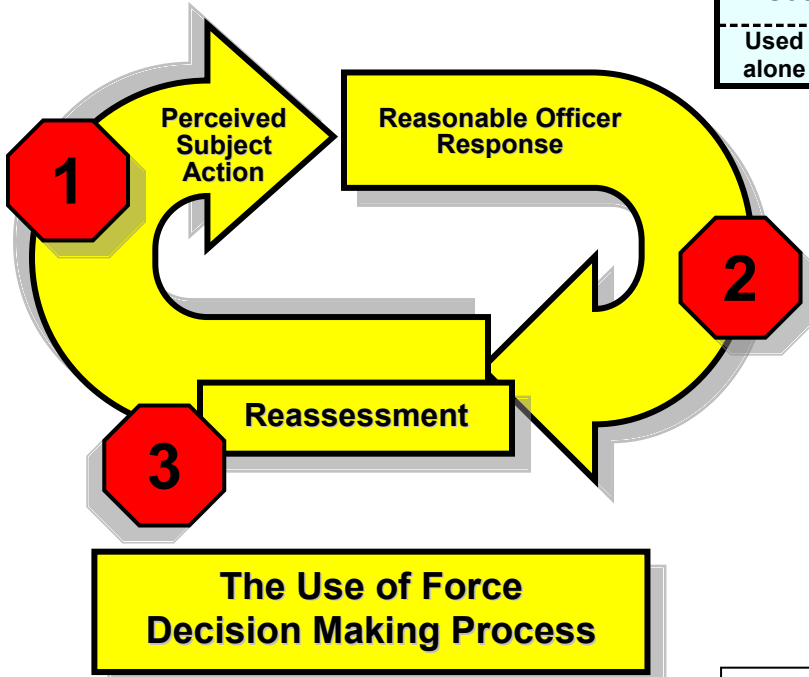 Used
alone
1
Perceived
Subject
Action
Reasonable Officer
Response
2
Reassessment
3
The Use of Force
Decision Making Process